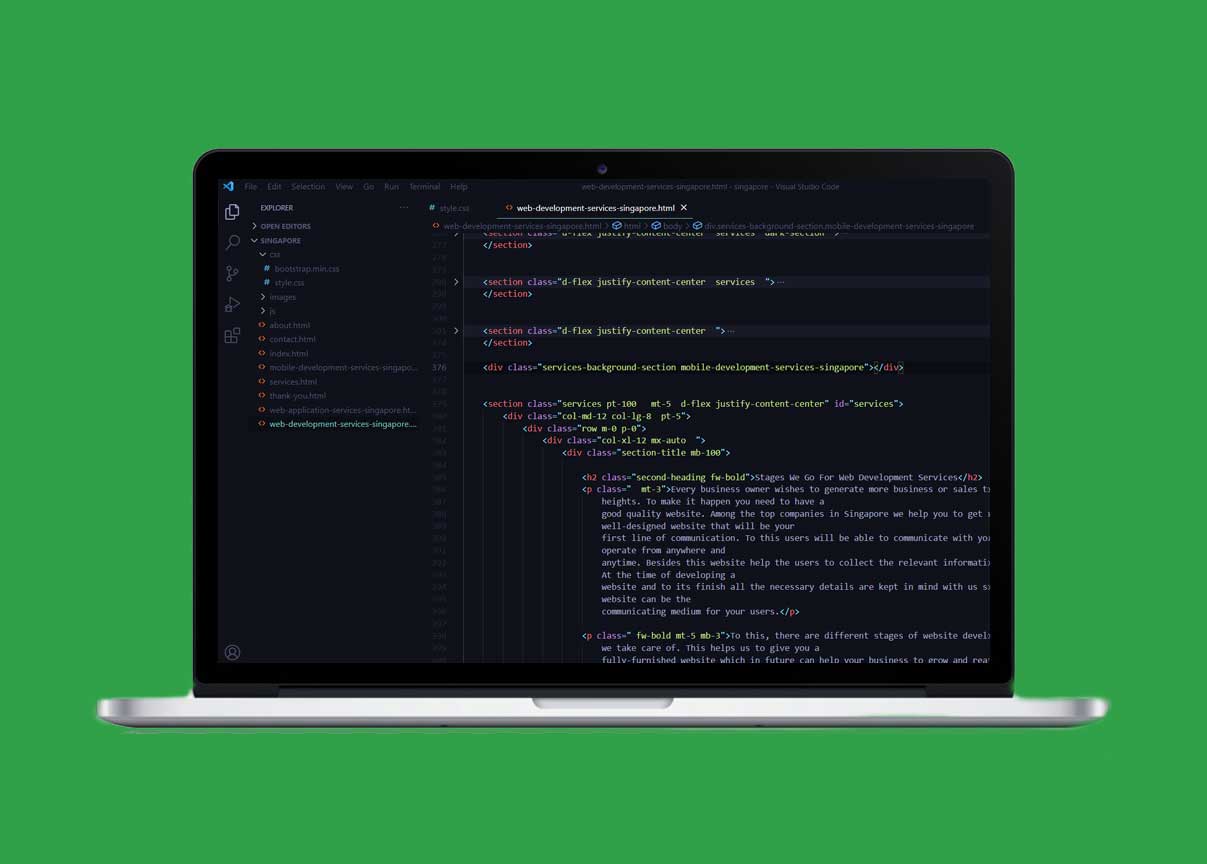 File Edit Selection View Go Run Terminal Help
web-development-services-singapore.html - singapore - Visual Studio Code
EXPLORER
OPEN EDITORS
SINGAPORE
css
# bootstrap.min.css
# style.css
images
js
<> about.html
<> contact.html
<> index.html
<> mobile-development-services-singapo...
<> services.html
<> thank-you.html
<> web-application-services-singapore.ht...
<> web-development-services-singapore....
# style.css
<> web-development-services-singapore.html ×
<> web-development-services-singapore.html > html > body > div.services-background-section.mobile-development-services-singapore
<section class="d-flex justify-content-center  services  dark-section ">
</section>
<section class="d-flex justify-content-center  services  ">...
</section>
<section class="d-flex justify-content-center  ">...
</section>
376 <div class="services-background-section mobile-development-services-singapore"></div>
<section class="services pt-100   mt-5  d-flex justify-content-center" id="services">
<div class="col-md-12 col-lg-8  pt-5">
<div class="row m-0 p-0">
<div class="col-xl-12 mx-auto  ">
<div class="section-title mb-100">
<h2 class="second-heading fw-bold">Stages We Go For Web Development Services</h2>
<p class="  mt-3">Every business owner wishes to generate more business or sales
heights. To make it happen you need to have a
good quality website. Among the top companies in Singapore we help you to get
well-designed website that will be your
first line of communication. To this users will be able to communicate with
operate from anywhere and
anytime. Besides this website help the users to collect the relevant
At the time of developing a
website and to its finish all the necessary details are kept in mind with us
website can be the
communicating medium for your users.</p>
<p class=" fw-bold mt-5 mb-3">To this, there are different stages of website
we take care of. This helps us to give you a
fully-furnished website which in future can help your business to grow and